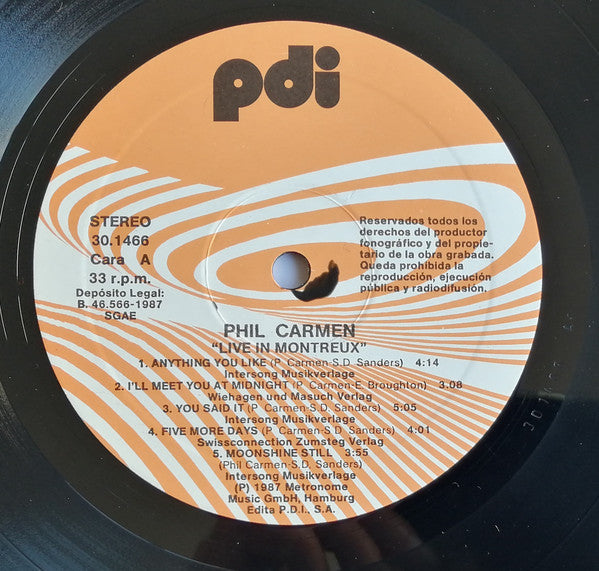 pdi
STEREO
30.1466
Cara A
33 r.p.m.
Depósito Legal:
B. 46.566-1987
SGAE
Reservados todos los
derechos del productor
fonográfico y del propie-
tario de la obra grabada.
Queda prohibida la
reproducción, ejecución
pública y radiodifusión.
PHIL CARMEN
"LIVE IN MONTREUX"
1. ANYTHING YOU LIKE (P. Carmen-S.D. Sanders) 4:14
Intersong Musikverlage
2. I'LL MEET YOU AT MIDNIGHT (P. Carmen-E. Broughton) 3.08
Wiehagen und Masuch Verlag
3. YOU SAID IT (P. Carmen-S.D. Sanders) 5:05
Intersong Musikverlage
4. FIVE MORE DAYS (P. Carmen-S.D. Sanders) 4:01
Swissconnection Zumsteg Verlag
5. MOONSHINE STILL 3:55
(Phil Carmen-S.D. Sanders)
Intersong Musikverlage
(P) 1987 Metronome
Music GmbH, Hamburg
Edita P.D.I., S.A.